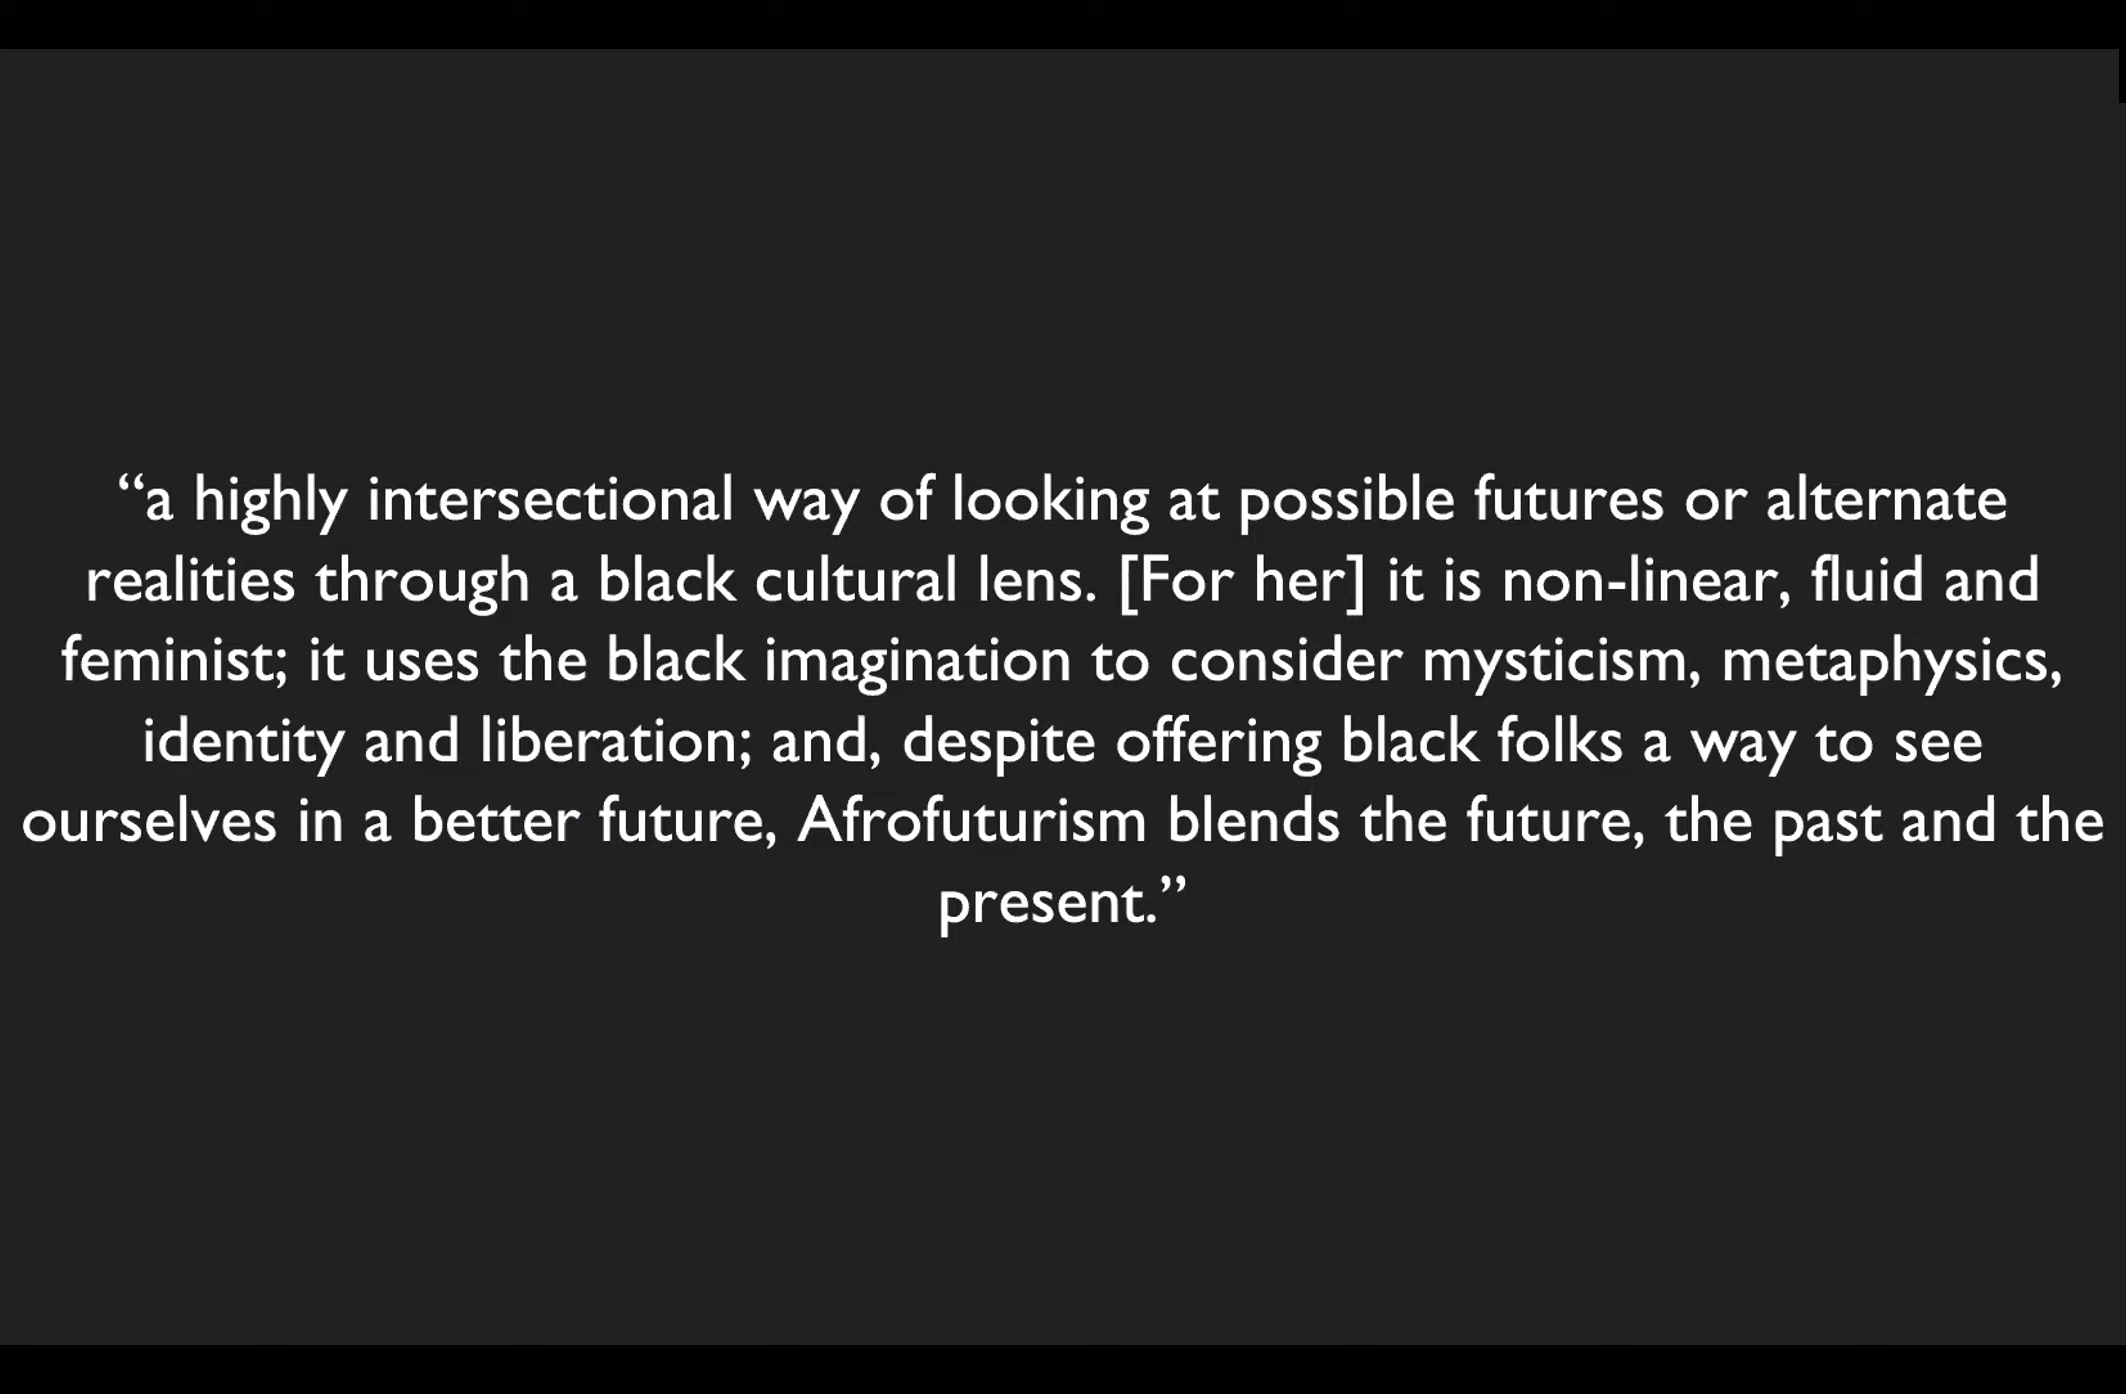 “a highly intersectional way of looking at possible futures or alternate
realities through a black cultural lens. [For her] it is non-linear, fluid and
feminist; it uses the black imagination to consider mysticism, metaphysics,
identity and liberation; and, despite offering black folks a way to see
ourselves in a better future, Afrofuturism blends the future, the past and the
present.”